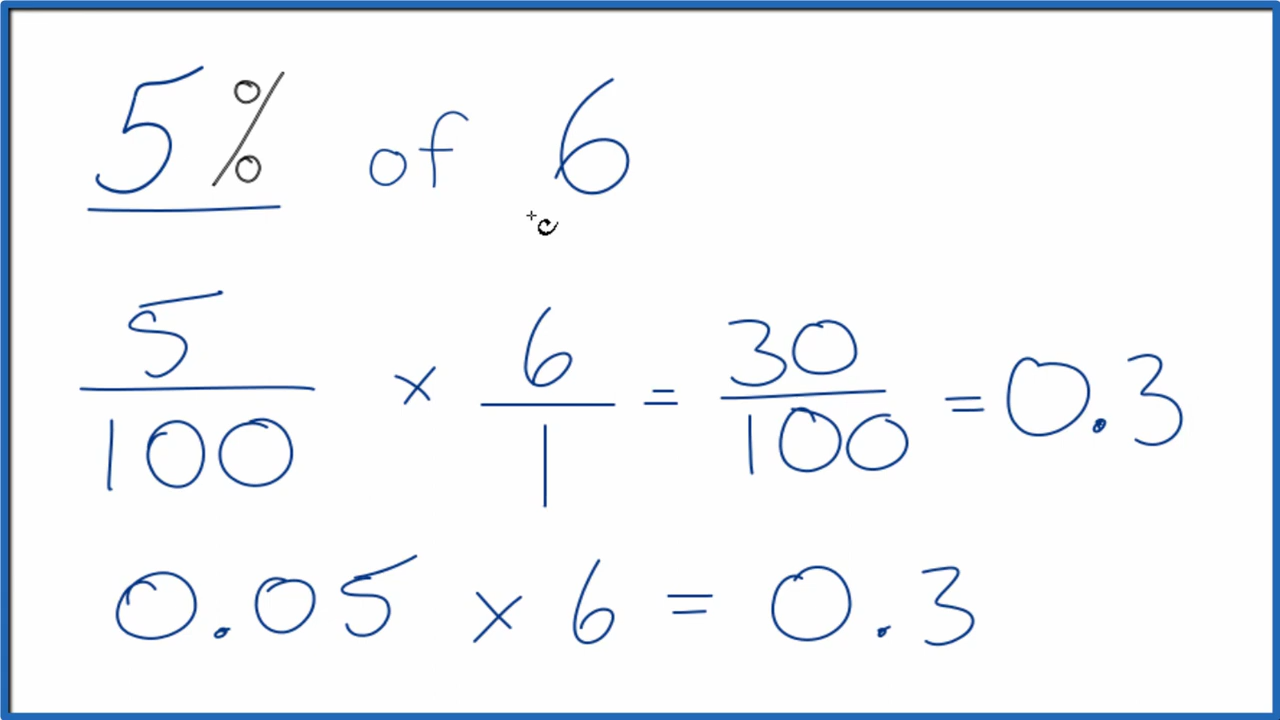 5% of 6
5/100 × 6/1 = 30/100 = 0.3
0.05 × 6 = 0.3